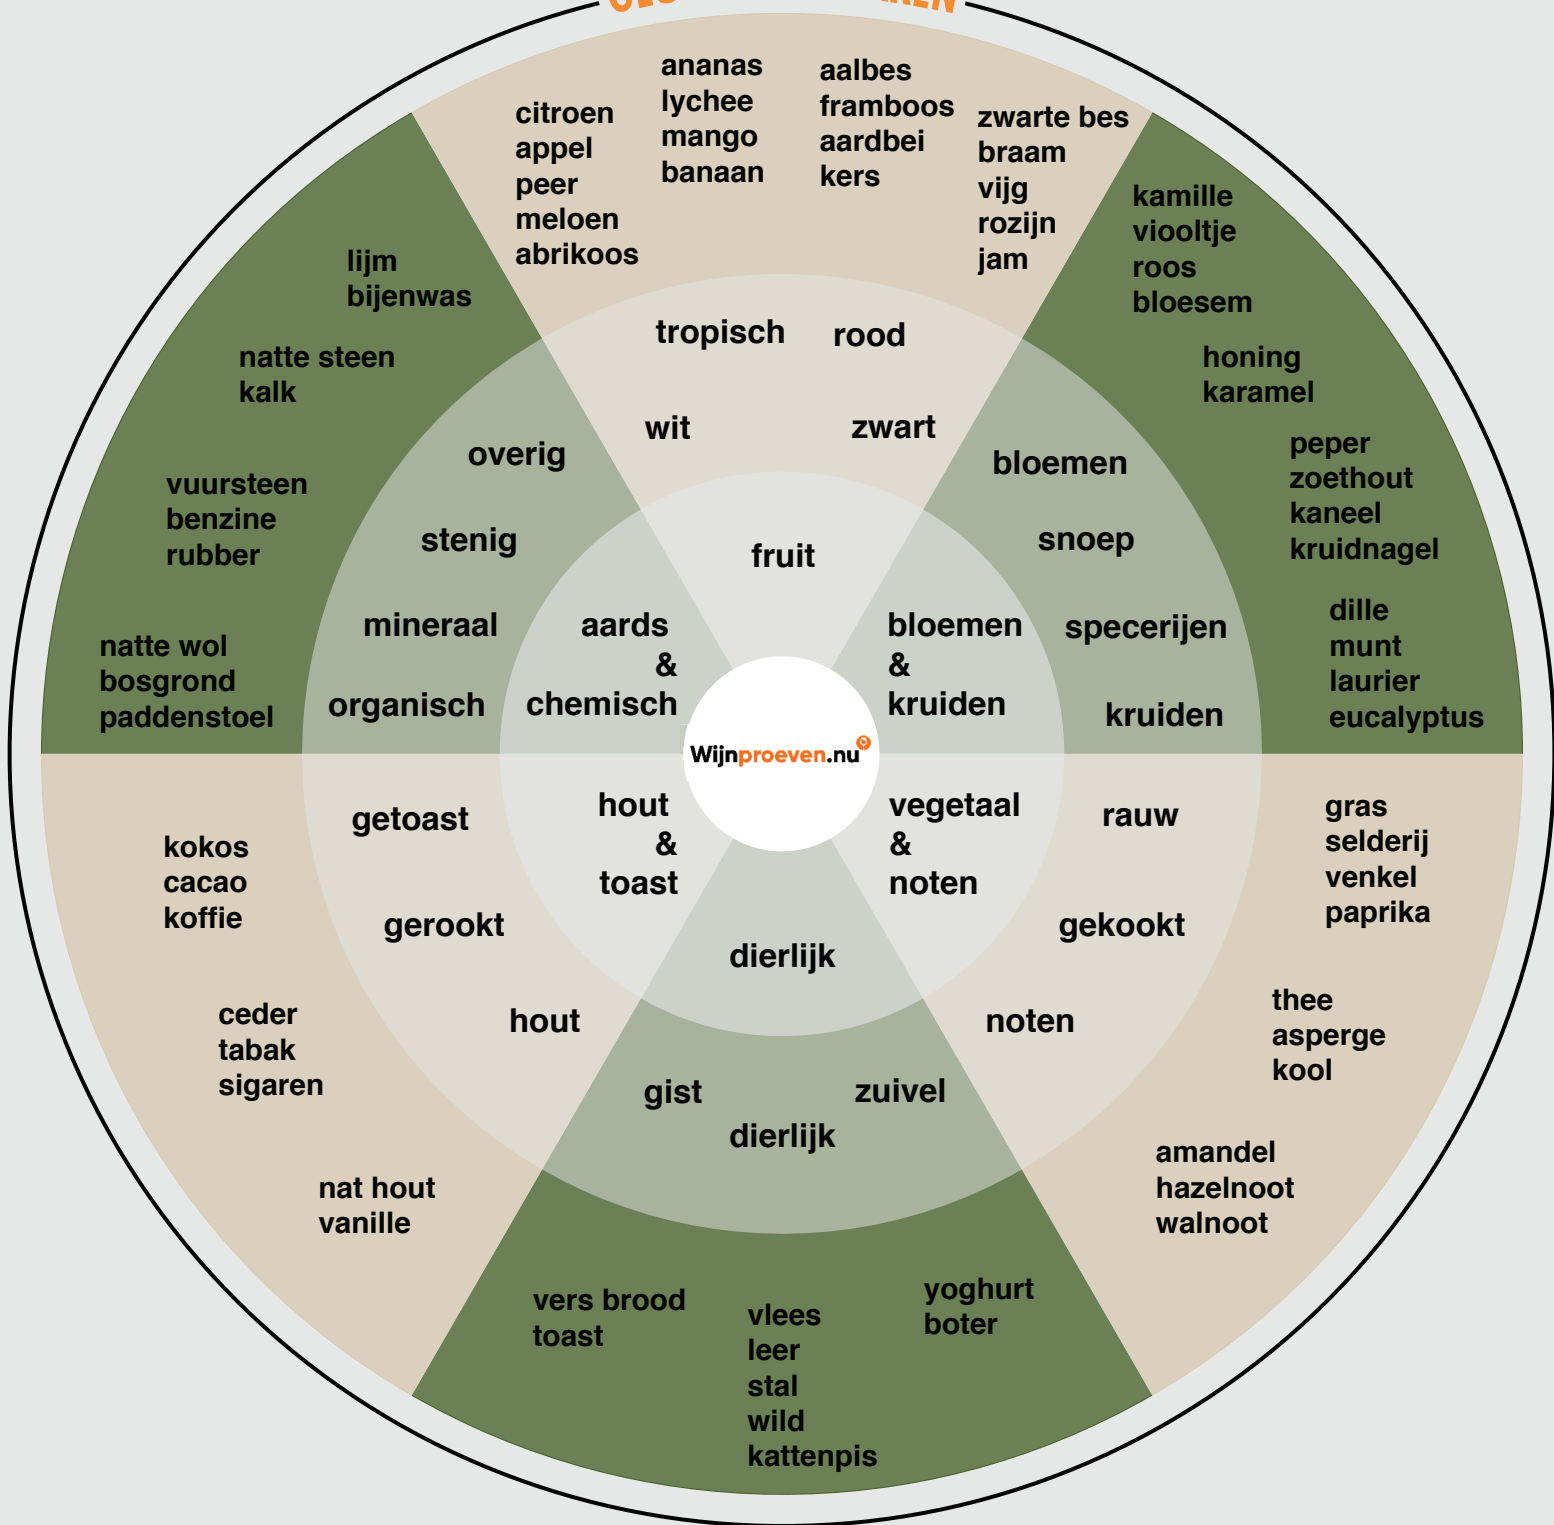 ananas
lychee
mango
banaan
aalbes
framboos
aardbei
kers
citroen
appel
peer
meloen
abrikoos
zwarte bes
braam
vijg
rozijn
jam
kamille
viooltje
roos
bloesem
honing
karamel
peper
zoethout
kaneel
kruidnagel
dille
munt
laurier
eucalyptus
lijm
bijenwas
natte steen
kalk
vuursteen
benzine
rubber
natte wol
bosgrond
paddenstoel
tropisch
rood
wit
zwart
overig
stenig
mineraal
organisch
bloemen
snoep
specerijen
kruiden
fruit
aards
&
chemisch
bloemen
&
kruiden
Wijnproeven.nu
hout
&
toast
vegetaal
&
noten
dierlijk
getoast
gerookt
hout
rauw
gekookt
noten
gist
zuivel
dierlijk
kokos
cacao
koffie
ceder
tabak
sigaren
nat hout
vanille
gras
selderij
venkel
paprika
thee
asperge
kool
amandel
hazelnoot
walnoot
vers brood
toast
vlees
leer
stal
wild
kattenpis
yoghurt
boter